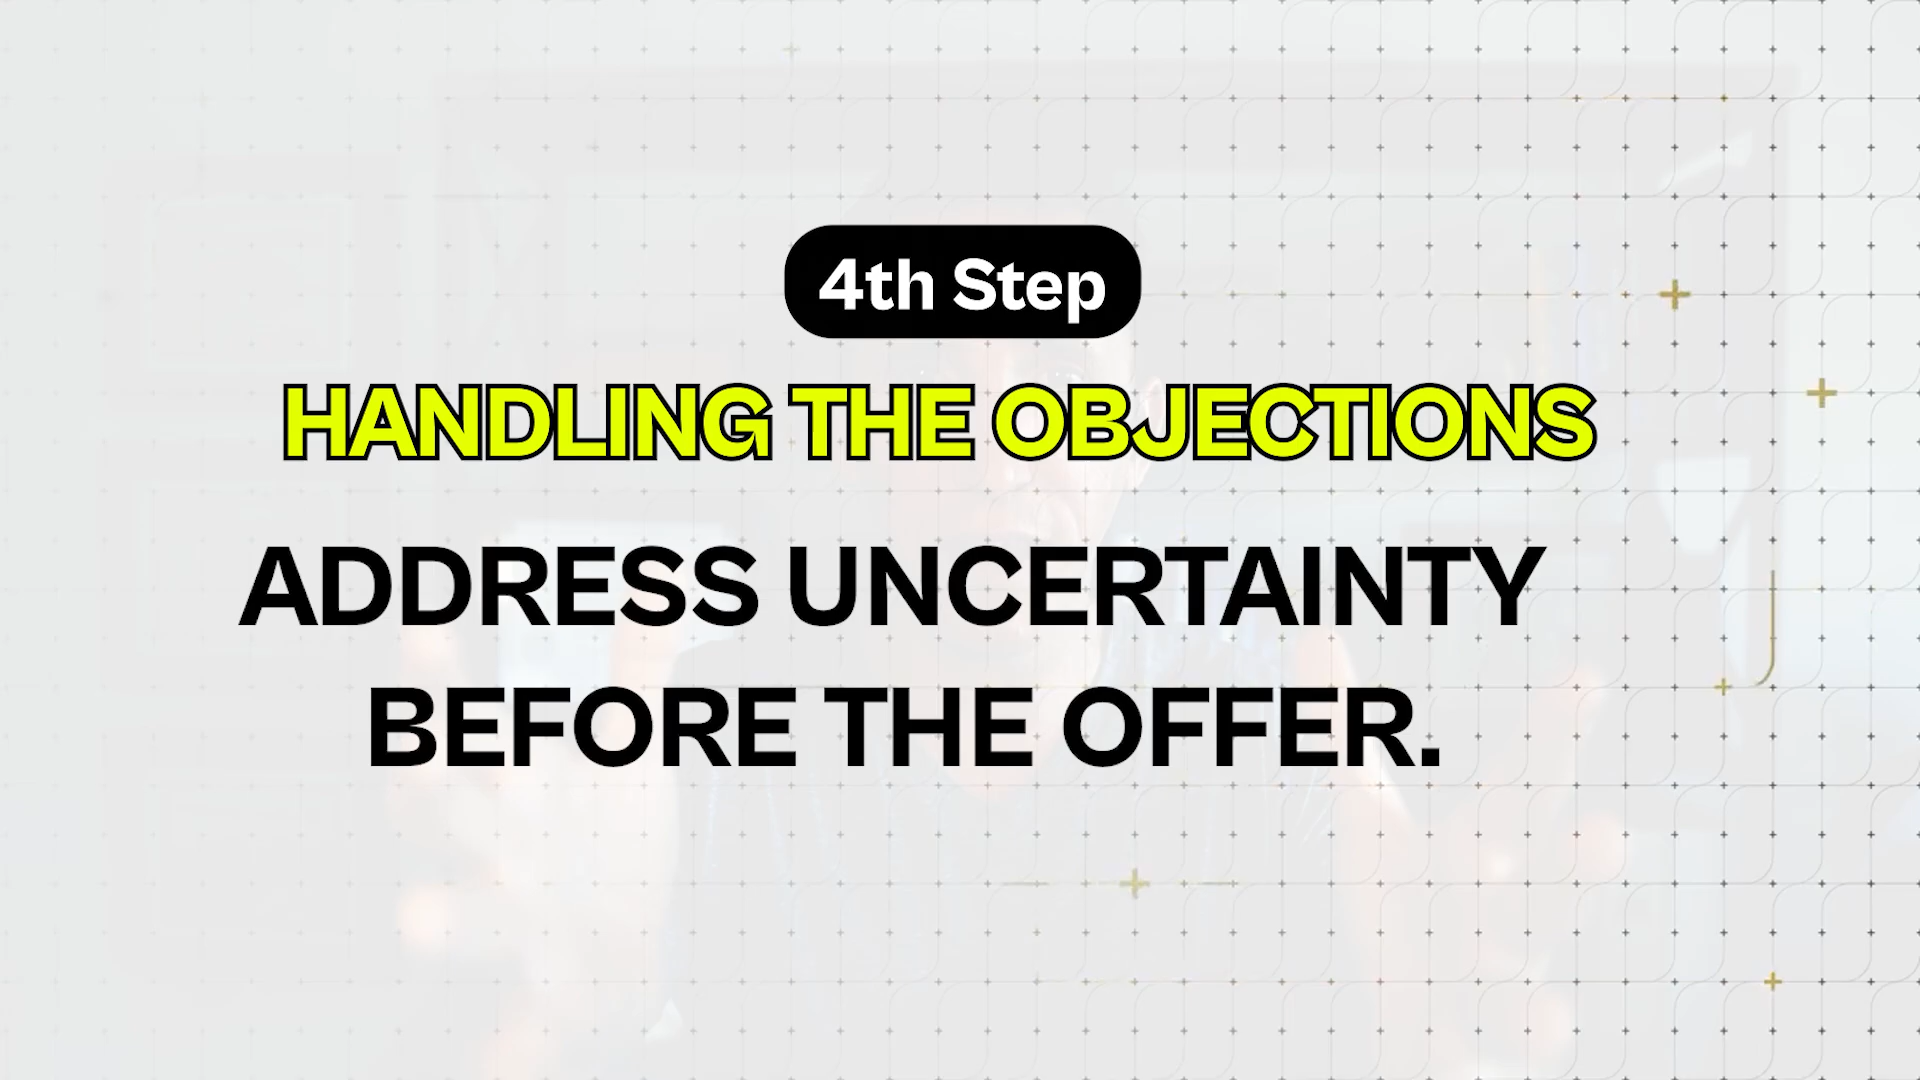 4th Step
HANDLING THE OBJECTIONS
ADDRESS UNCERTAINTY
BEFORE THE OFFER.